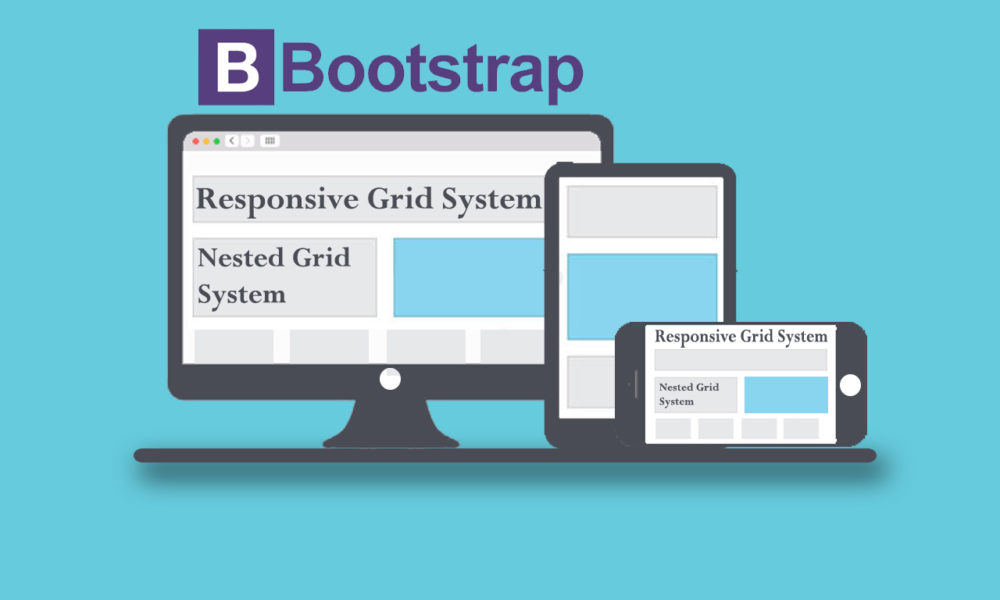 B Bootstrap
Responsive Grid System
Nested Grid
System
Responsive Grid System
Nested Grid
System